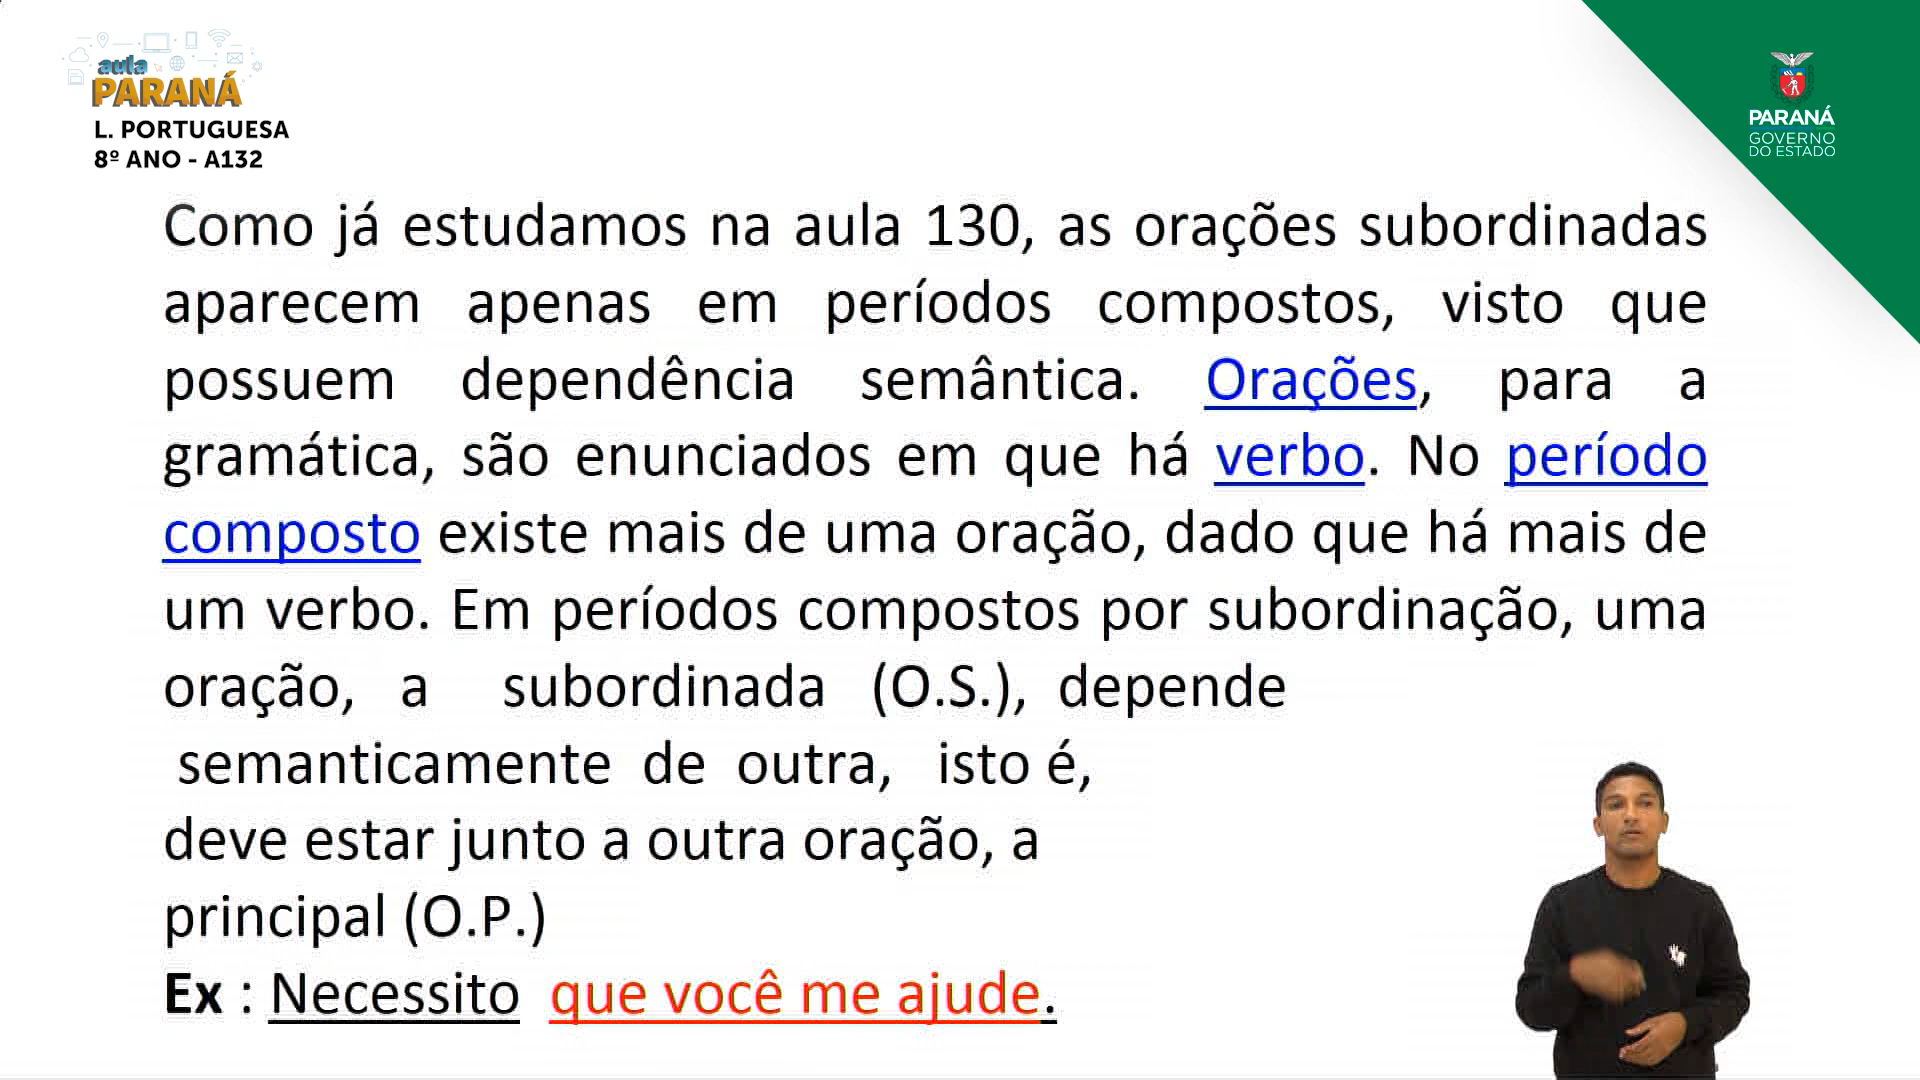 aula
PARANÁ
L. PORTUGUESA
8º ANO - A132
PARANÁ
GOVERNO
DO ESTADO
Como já estudamos na aula 130, as orações subordinadas
aparecem apenas em períodos compostos, visto que
possuem dependência semântica. Orações, para a
gramática, são enunciados em que há verbo. No período
composto existe mais de uma oração, dado que há mais de
um verbo. Em períodos compostos por subordinação, uma
oração, a subordinada (O.S.), depende
semanticamente de outra, isto é,
deve estar junto a outra oração, a
principal (O.P.)
Ex : Necessito que você me ajude.